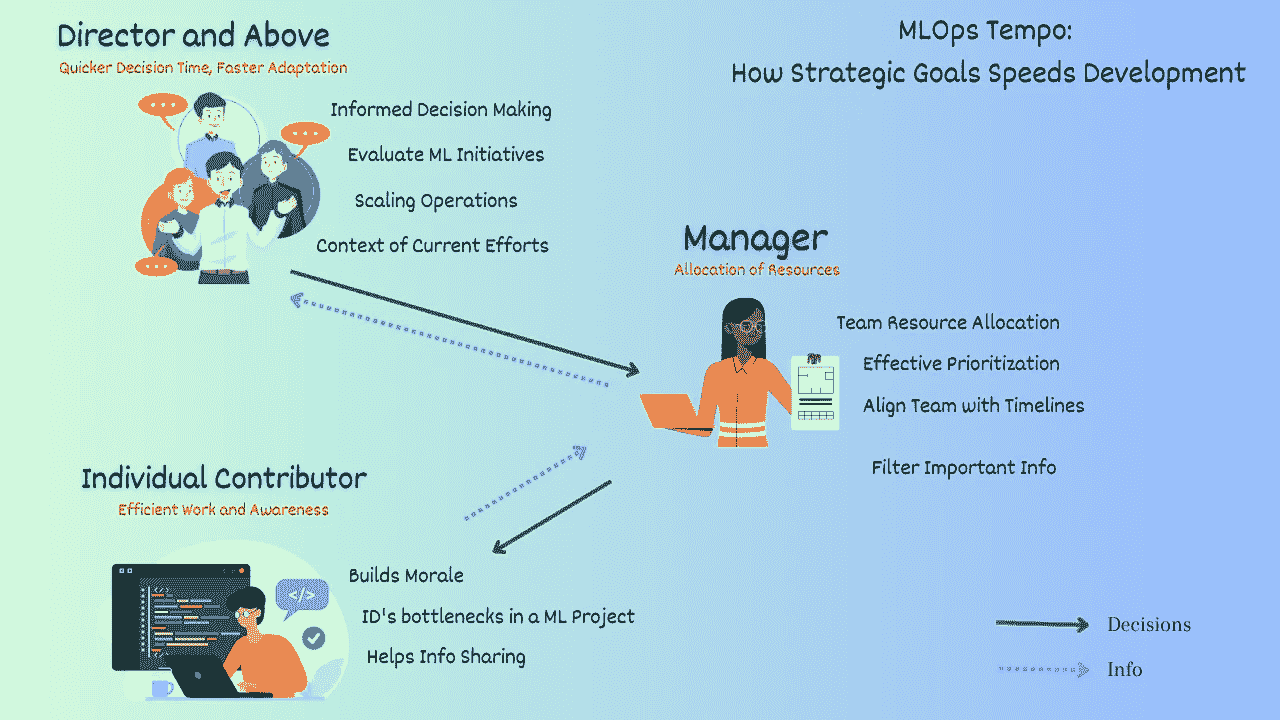 Director and Above
Quicker Decision Time, Faster Adaptation
Informed Decision Making
Evaluate ML Initiatives
Scaling Operations
Context of Current Efforts
MLOps Tempo:
How Strategic Goals Speeds Development
Manager
Allocation of Resources
Team Resource Allocation
Effective Prioritization
Align Team with Timelines
Filter Important Info
Individual Contributor
Efficient Work and Awareness
</>
Builds Morale
ID's bottlenecks in a ML Project
Helps Info Sharing
Decisions
Info